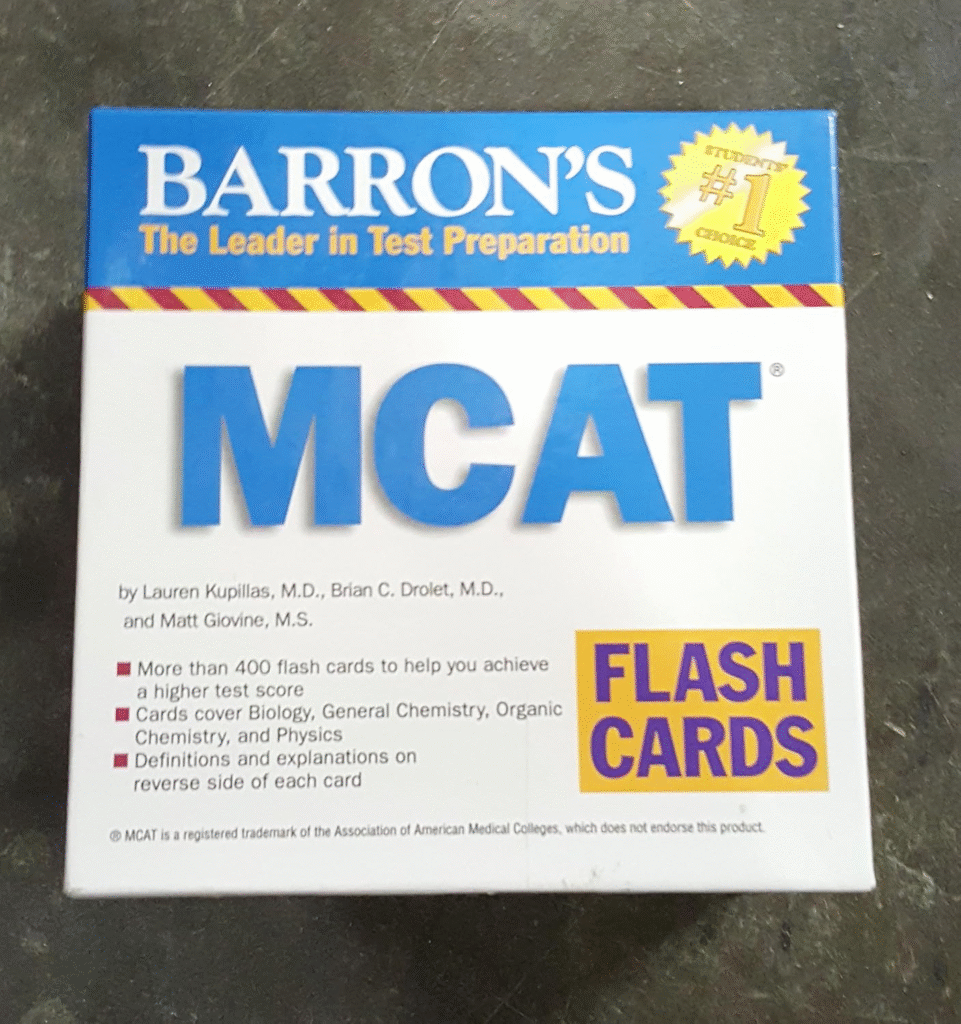 BARRON'S
The Leader in Test Preparation
STUDENTS'
#1
CHOICE
MCAT®
by Lauren Kupillas, M.D., Brian C. Drolet, M.D.,
and Matt Giovine, M.S.
More than 400 flash cards to help you achieve
a higher test score
Cards cover Biology, General Chemistry, Organic
Chemistry, and Physics
Definitions and explanations on
reverse side of each card
FLASH
CARDS
® MCAT is a registered trademark of the Association of American Medical Colleges, which does not endorse this product.